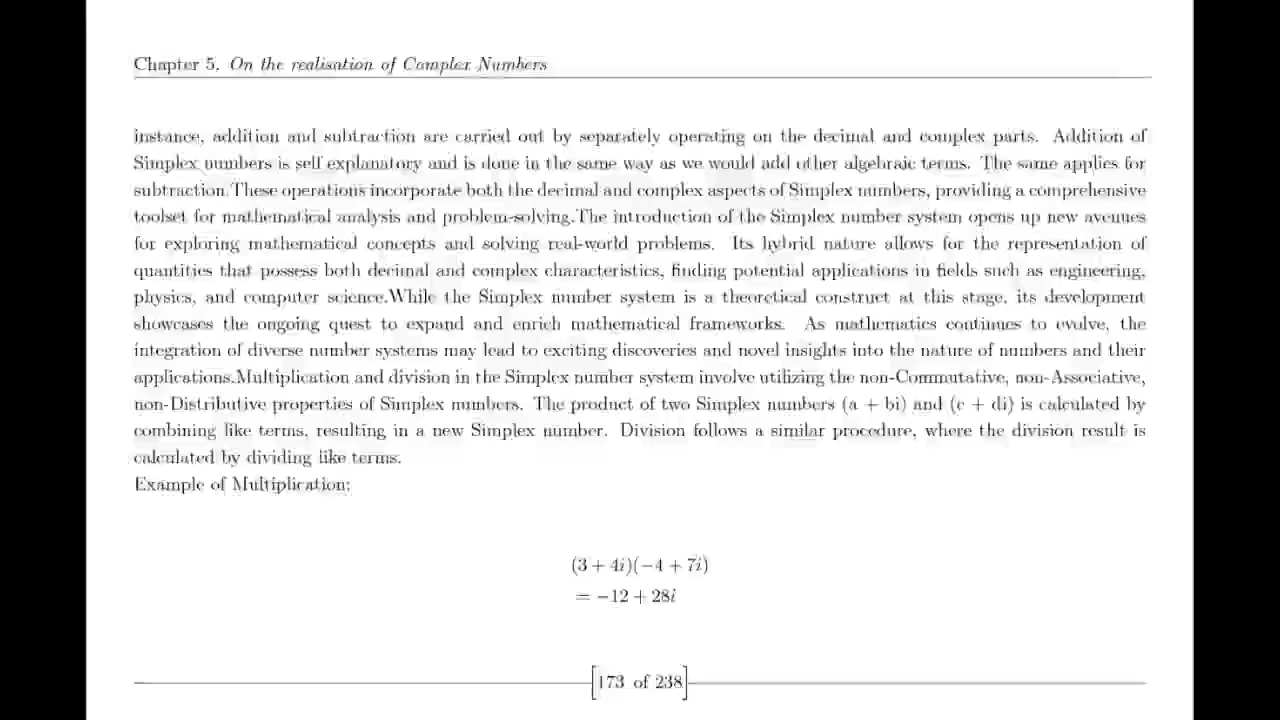 Chapter 5. On the realisation of Complex Numbers
instance, addition and subtraction are carried out by separately operating on the decimal and complex parts. Addition of
Simplex numbers is self explanatory and is done in the same way as we would add other algebraic terms. The same applies for
subtraction.These operations incorporate both the decimal and complex aspects of Simplex numbers, providing a comprehensive
toolset for mathematical analysis and problem-solving.The introduction of the Simplex number system opens up new avenues
for exploring mathematical concepts and solving real-world problems. Its hybrid nature allows for the representation of
quantities that possess both decimal and complex characteristics, finding potential applications in fields such as engineering,
physics, and computer science.While the Simplex number system is a theoretical construct at this stage, its development
showcases the ongoing quest to expand and enrich mathematical frameworks. As mathematics continues to evolve, the
integration of diverse number systems may lead to exciting discoveries and novel insights into the nature of numbers and their
applications.Multiplication and division in the Simplex number system involve utilizing the non-Commutative, non-Associative,
non-Distributive properties of Simplex numbers. The product of two Simplex numbers (a + bi) and (c + di) is calculated by
combining like terms, resulting in a new Simplex number. Division follows a similar procedure, where the division result is
calculated by dividing like terms.
Example of Multiplication:
(3 + 4i)(−4 + 7i)
= −12 + 28i
[173 of 238]